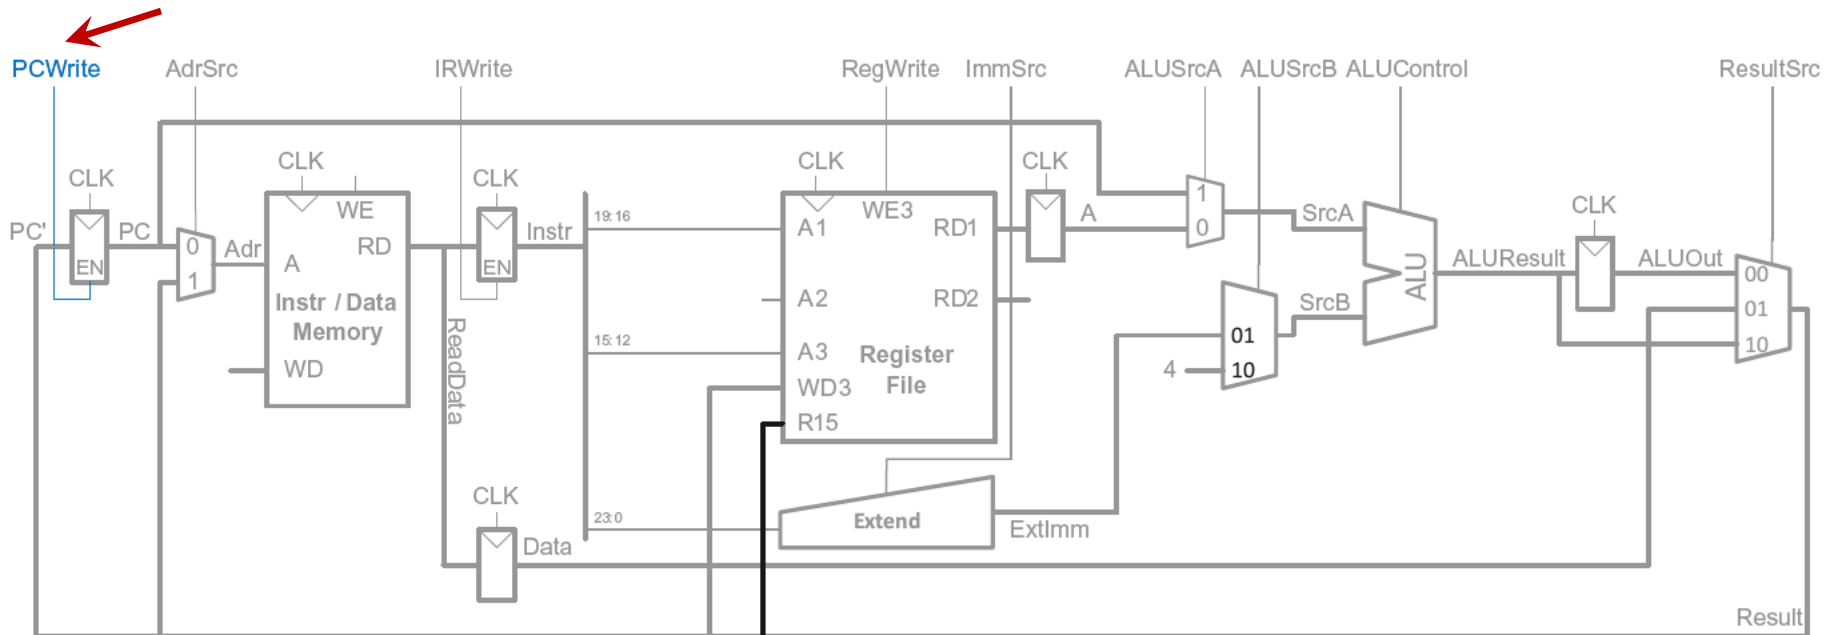 PCWrite AdrSrc IRWrite RegWrite ImmSrc ALUSrcA ALUSrcB ALUControl ResultSrc
CLK CLK CLK CLK CLK
PC' PC EN
0 1 Adr
WE RD A
Instr / Data
Memory
WD
EN Instr
ReadData
19:16
15:12
23:0
A1 WE3 RD1
A2 RD2
A3
WD3
R15
Register
File
A
1
0
SrcA
SrcB
01
4 10
ALU
ALUResult
CLK
ALUOut
00
01
10
CLK
Data
Extend
ExtImm
Result